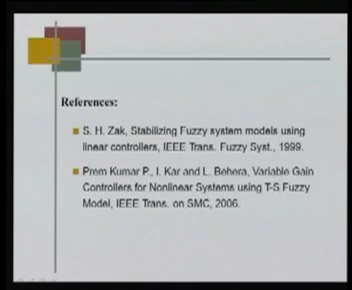 References:
S. H. Zak, Stabilizing Fuzzy system models using
linear controllers, IEEE Trans. Fuzzy Syst., 1999.
Prem Kumar P., I. Kar and L. Behera, Variable Gain
Controllers for Nonlinear Systems using T-S Fuzzy
Model, IEEE Trans. on SMC, 2006.